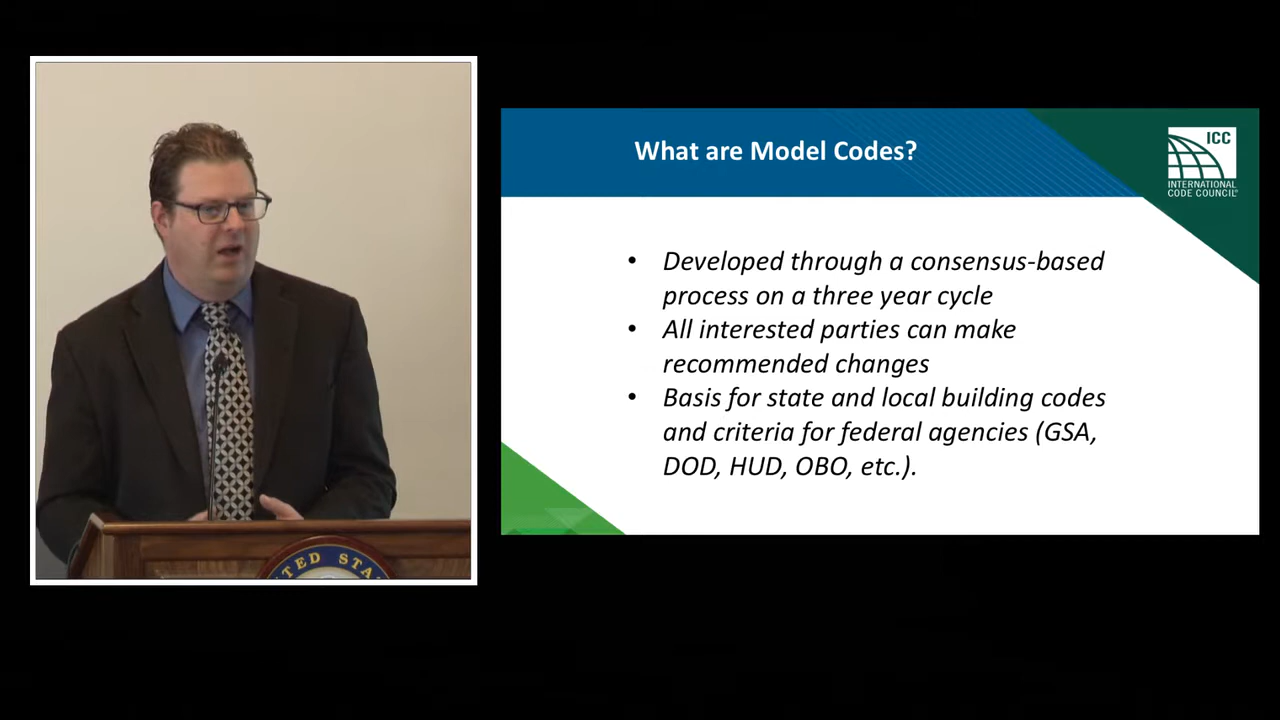 What are Model Codes?
ICC
INTERNATIONAL
CODE COUNCIL®
• Developed through a consensus-based
process on a three year cycle
• All interested parties can make
recommended changes
• Basis for state and local building codes
and criteria for federal agencies (GSA,
DOD, HUD, OBO, etc.).